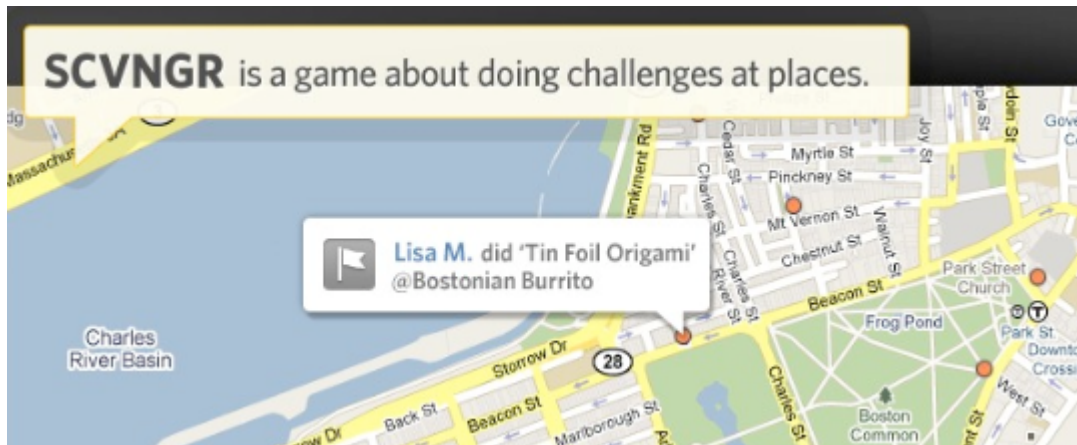 SCVNGR is a game about doing challenges at places.
Myrtle St
Pinckney St
Cedar St
Joy St
Charles St
Mt Vernon St
Walnut St
Chestnut St
Lisa M. did ‘Tin Foil Origami’
@Bostonian Burrito
River St
Charles St
Beacon St
Park Street
Church
Frog Pond
Park St
Charles
River Basin
Storrow Dr
28
Back St
Beacon St
Marlborough St
Charles St
West St
Boston
Common